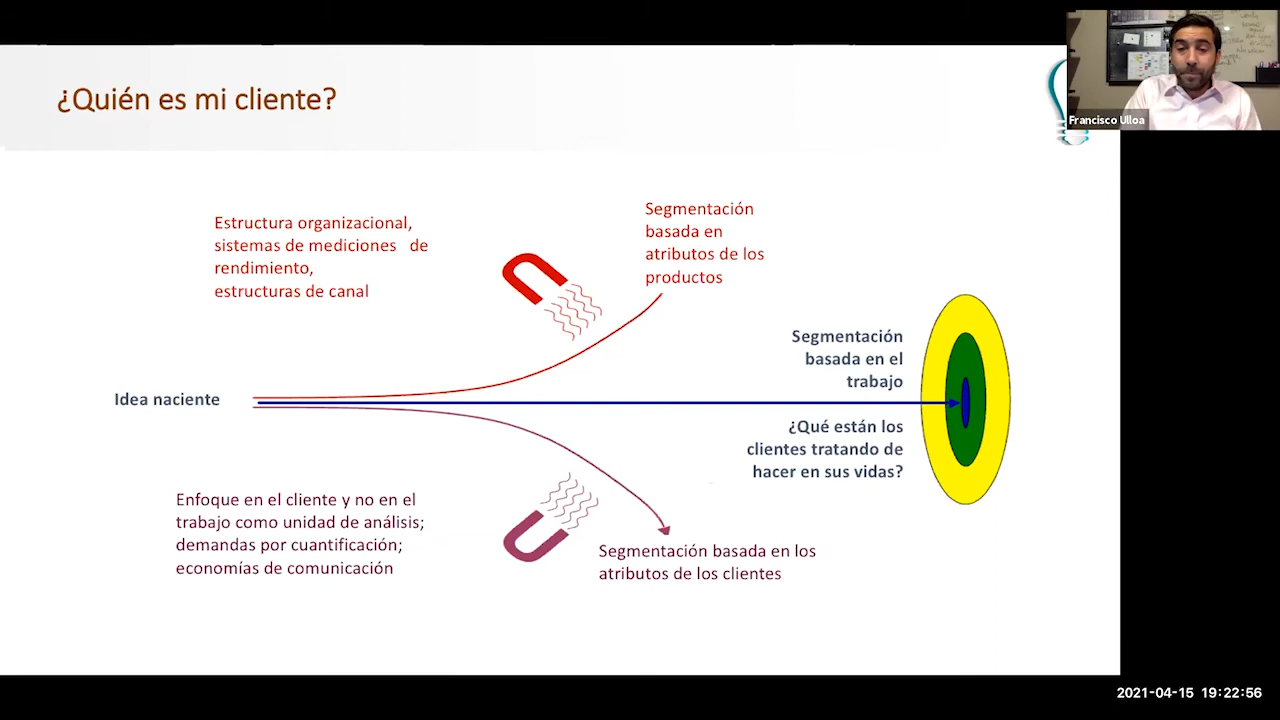 ¿Quién es mi cliente?
Francisco Ulloa
Estructura organizacional,
sistemas de mediciones de
rendimiento,
estructuras de canal
Segmentación
basada en
atributos de los
productos
Segmentación
basada en el
trabajo
Idea naciente
¿Qué están los
clientes tratando de
hacer en sus vidas?
Enfoque en el cliente y no en el
trabajo como unidad de análisis;
demandas por cuantificación;
economías de comunicación
Segmentación basada en los
atributos de los clientes
2021-04-15 19:22:56